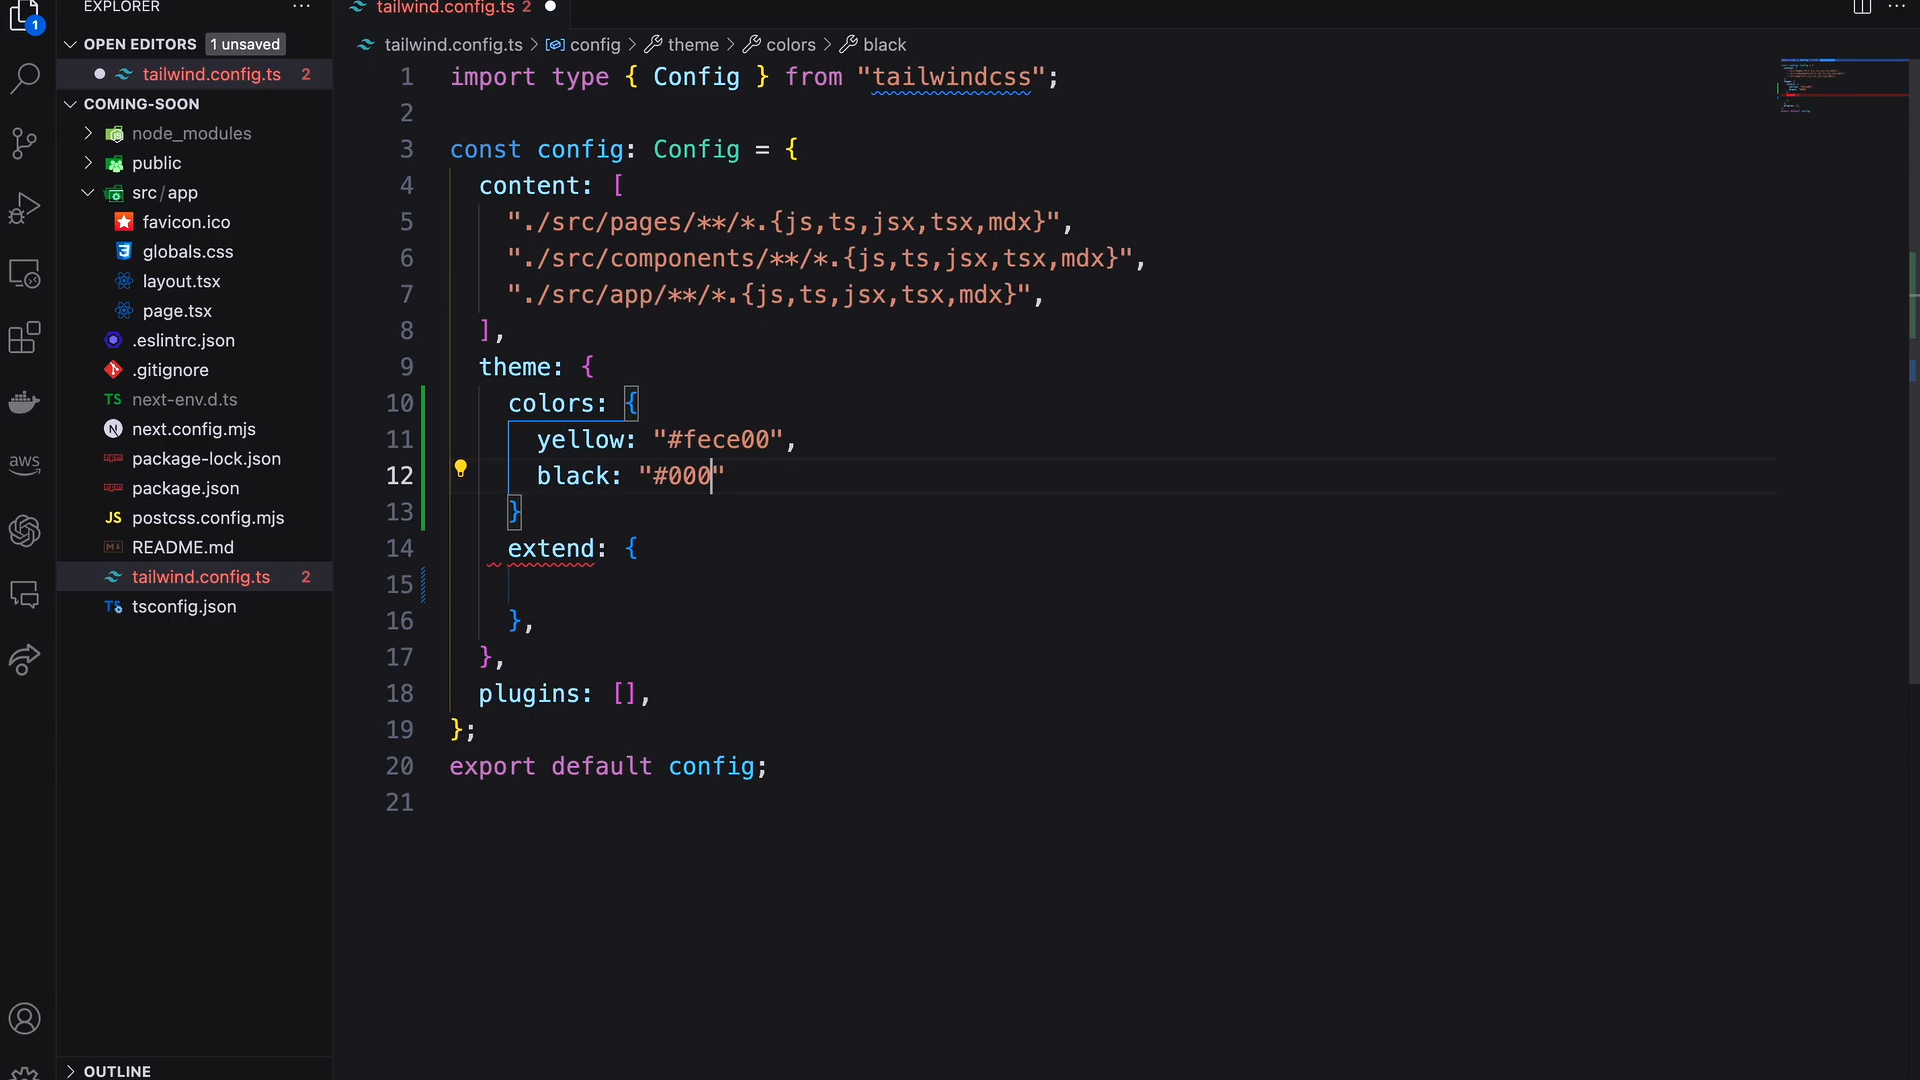 EXPLORER
OPEN EDITORS 1 unsaved
tailwind.config.ts 2
COMING-SOON
node_modules
public
src/app
favicon.ico
globals.css
layout.tsx
page.tsx
.eslintrc.json
.gitignore
TS next-env.d.ts
N next.config.mjs
package-lock.json
package.json
JS postcss.config.mjs
README.md
tailwind.config.ts 2
TS tsconfig.json
OUTLINE
1
aws
tailwind.config.ts 2
tailwind.config.ts > config > theme > colors > black
1 import type { Config } from "tailwindcss";
2
3 const config: Config = {
4 content: [
5 "./src/pages/**/*.{js,ts,jsx,tsx,mdx}",
6 "./src/components/**/*.{js,ts,jsx,tsx,mdx}",
7 "./src/app/**/*.{js,ts,jsx,tsx,mdx}",
8 ],
9 theme: {
10 colors: {
11 yellow: "#fece00",
12 black: "#000"
13 }
14 extend: {
15
16 },
17 },
18 plugins: [],
19 };
20 export default config;
21